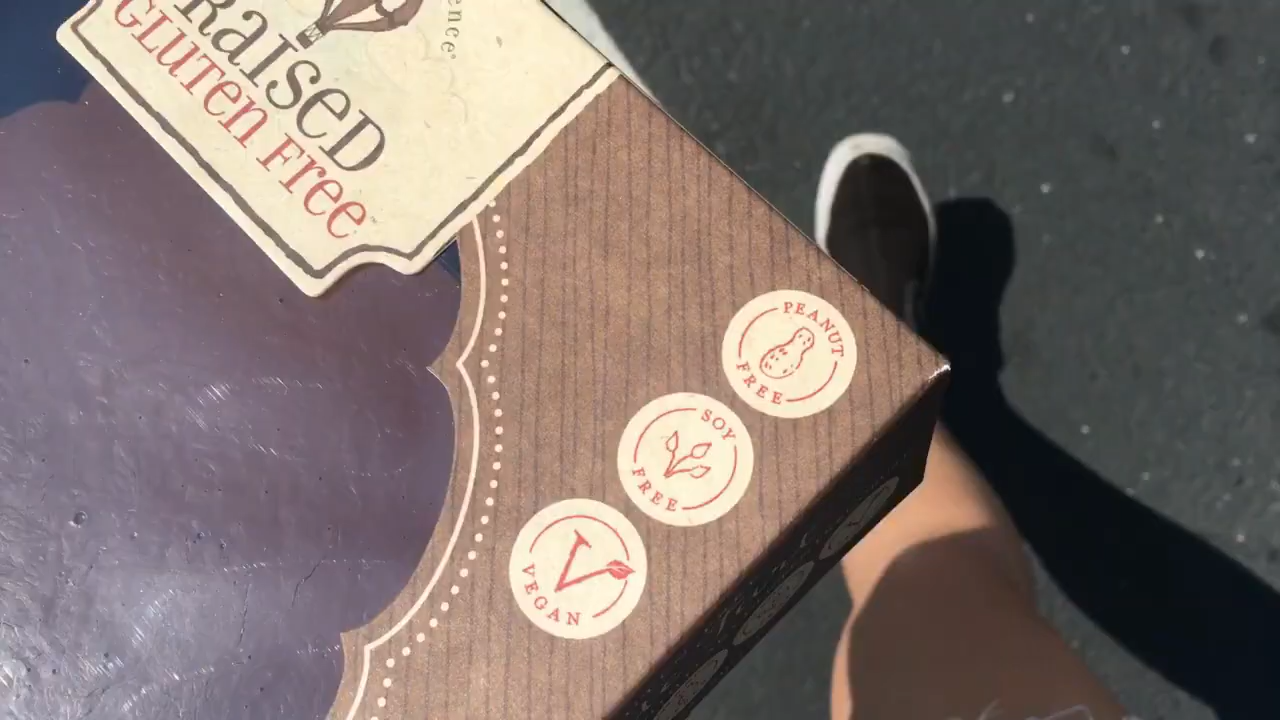 Raised
Gluten Free
PEANUT
FREE
SOY
FREE
VEGAN